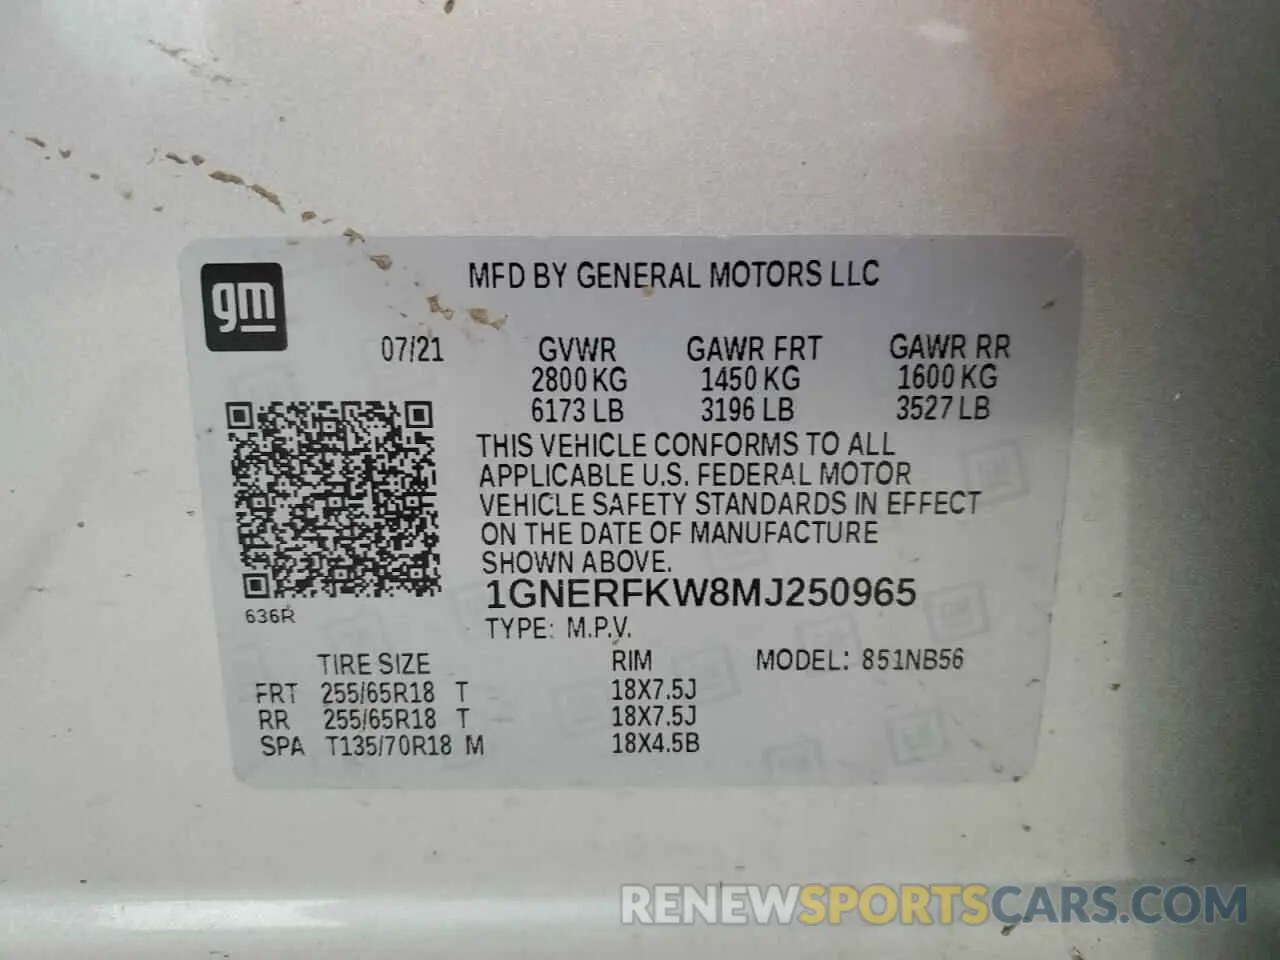 MFD BY GENERAL MOTORS LLC
gm
07/21 GVWR GAWR FRT GAWR RR
2800 KG 1450 KG 1600 KG
6173 LB 3196 LB 3527 LB
THIS VEHICLE CONFORMS TO ALL
APPLICABLE U.S. FEDERAL MOTOR
VEHICLE SAFETY STANDARDS IN EFFECT
ON THE DATE OF MANUFACTURE
SHOWN ABOVE.
1GNERFKW8MJ250965
636R
TYPE: M.P.V.
TIRE SIZE RIM MODEL: 851NB56
FRT 255/65R18 T 18X7.5J
RR 255/65R18 T 18X7.5J
SPA T135/70R18 M 18X4.5B
RENEWSPORTSCARS.COM